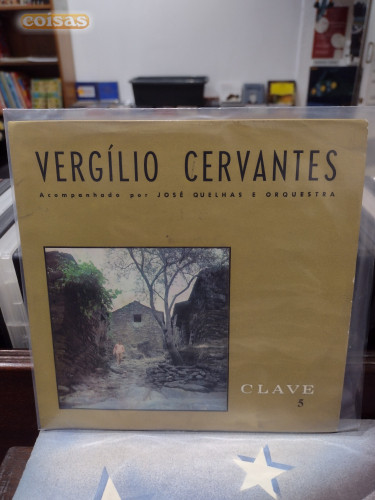 coisas
VERGÍLIO CERVANTES
Acompanhado por JOSÉ QUELHAS E ORQUESTRA
CLAVE
5